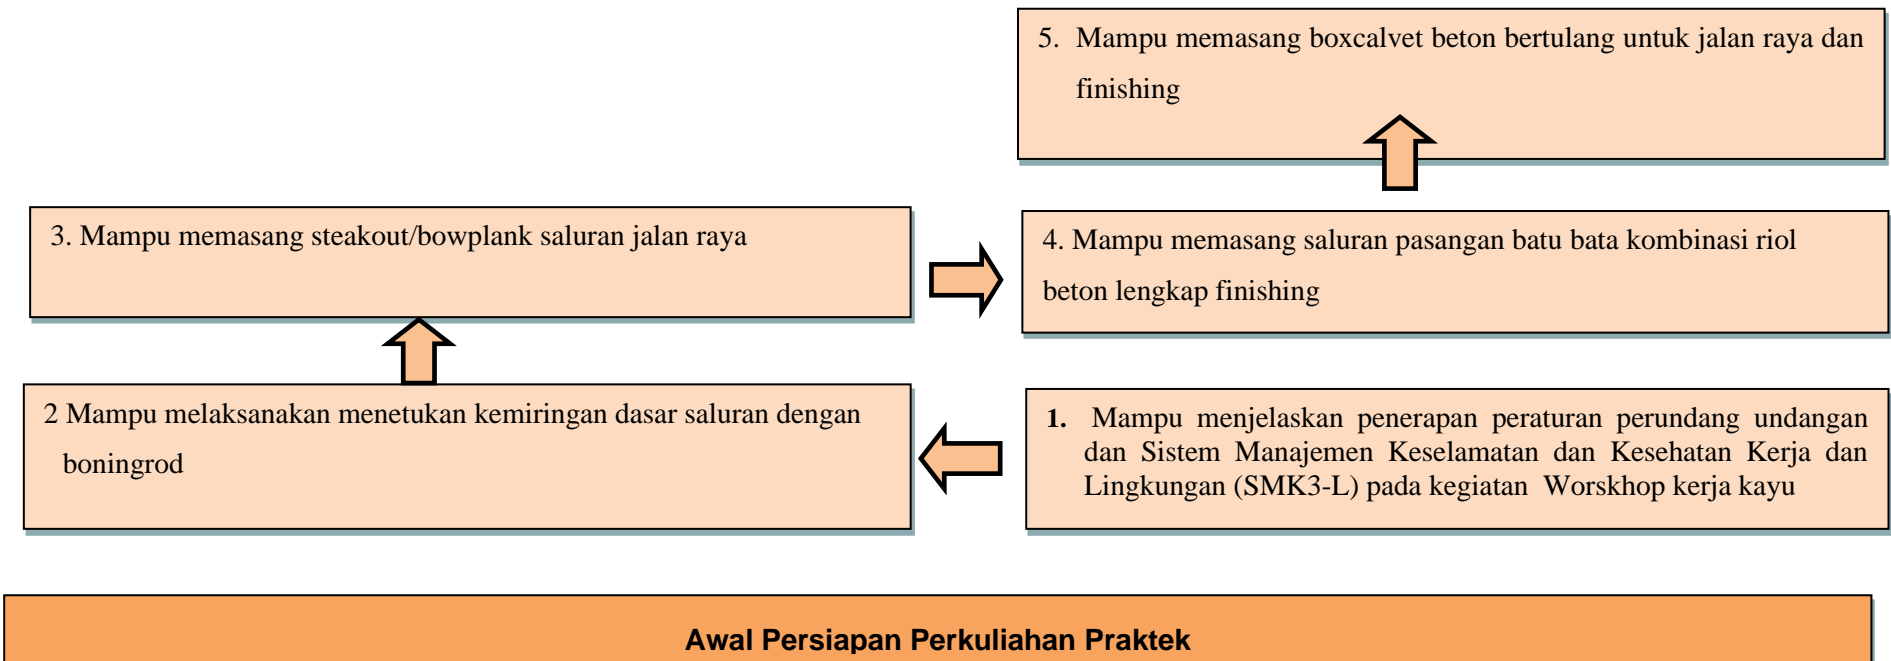 5. Mampu memasang boxcalvet beton bertulang untuk jalan raya dan
finishing
3. Mampu memasang steakout/bowplank saluran jalan raya
4. Mampu memasang saluran pasangan batu bata kombinasi riol
beton lengkap finishing
2 Mampu melaksanakan menetukan kemiringan dasar saluran dengan
boningrod
1. Mampu menjelaskan penerapan peraturan perundang undangan
dan Sistem Manajemen Keselamatan dan Kesehatan Kerja dan
Lingkungan (SMK3-L) pada kegiatan Worskhop kerja kayu
Awal Persiapan Perkuliahan Praktek